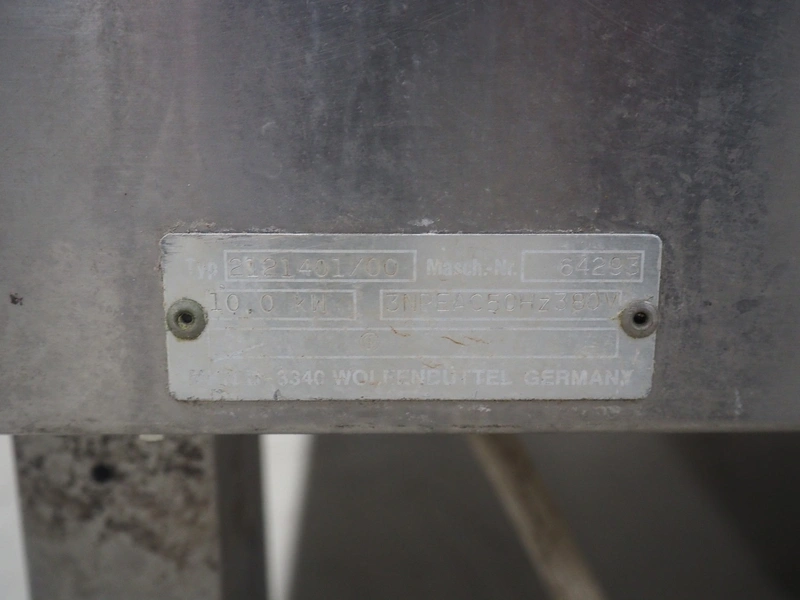 Typ 2121401/00 Masch.-Nr. 64293
10.0 KW 3NPEAC50Hz380V
3340 WOLFENBÜTTEL GERMANY